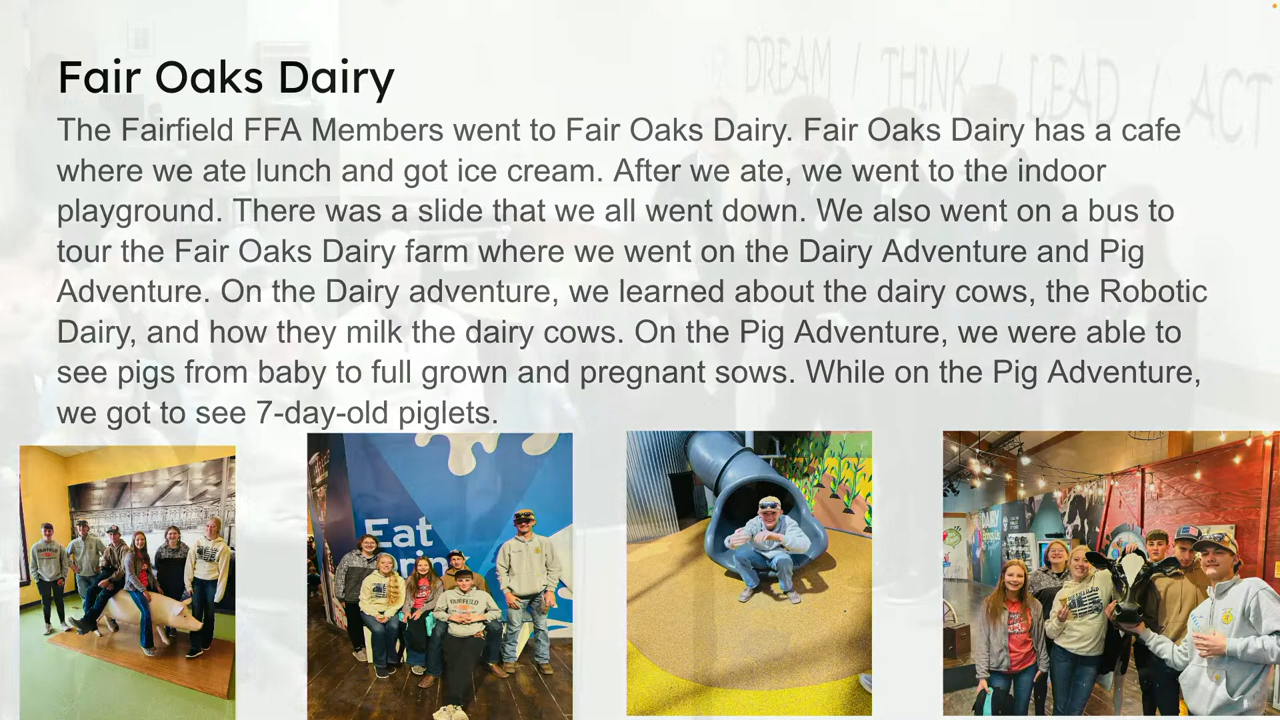 DREAM / THINK / LEAD / ACT
Fair Oaks Dairy
The Fairfield FFA Members went to Fair Oaks Dairy. Fair Oaks Dairy has a cafe
where we ate lunch and got ice cream. After we ate, we went to the indoor
playground. There was a slide that we all went down. We also went on a bus to
tour the Fair Oaks Dairy farm where we went on the Dairy Adventure and Pig
Adventure. On the Dairy adventure, we learned about the dairy cows, the Robotic
Dairy, and how they milk the dairy cows. On the Pig Adventure, we were able to
see pigs from baby to full grown and pregnant sows. While on the Pig Adventure,
we got to see 7-day-old piglets.
Eat
FAIRFIELD
DAIRY